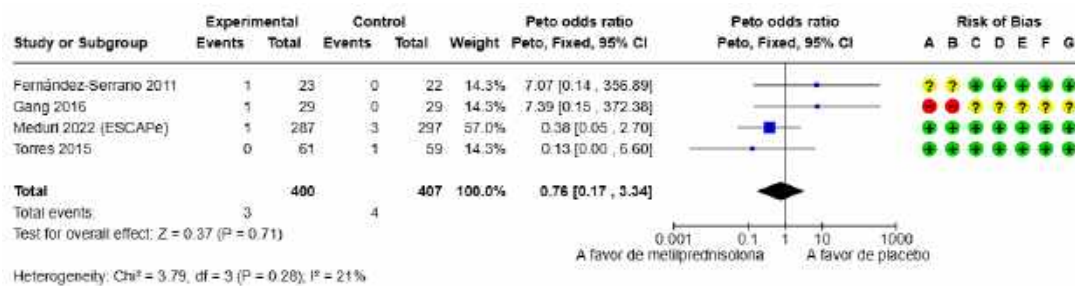 Experimental Control Peto odds ratio Peto odds ratio Risk of Bias
Study or Subgroup Events Total Events Total Weight Peto, Fixed, 95% CI Peto, Fixed, 95% CI A B C D E F G
Fernández-Serrano 2011 1 23 0 22 14.3% 7.07 [0.14 , 356.89] ? ? + + + + +
Gang 2016 1 29 0 29 14.3% 7.39 [0.15 , 372.38] − − ? ? ? ? ?
Meduri 2022 (ESCAPe) 1 287 3 297 57.0% 0.38 [0.05 , 2.70] + + + + + + +
Torres 2015 0 61 1 59 14.3% 0.13 [0.00 , 6.60] + + + + + + +
Total 400 407 100.0% 0.76 [0.17 , 3.34]
Total events: 3 4
Test for overall effect: Z = 0.37 (P = 0.71)
0.001 0.1 1 10 1000
A favor de metilprednisolona A favor de placebo
Heterogeneity: Chi² = 3.79, df = 3 (P = 0.28); I² = 21%